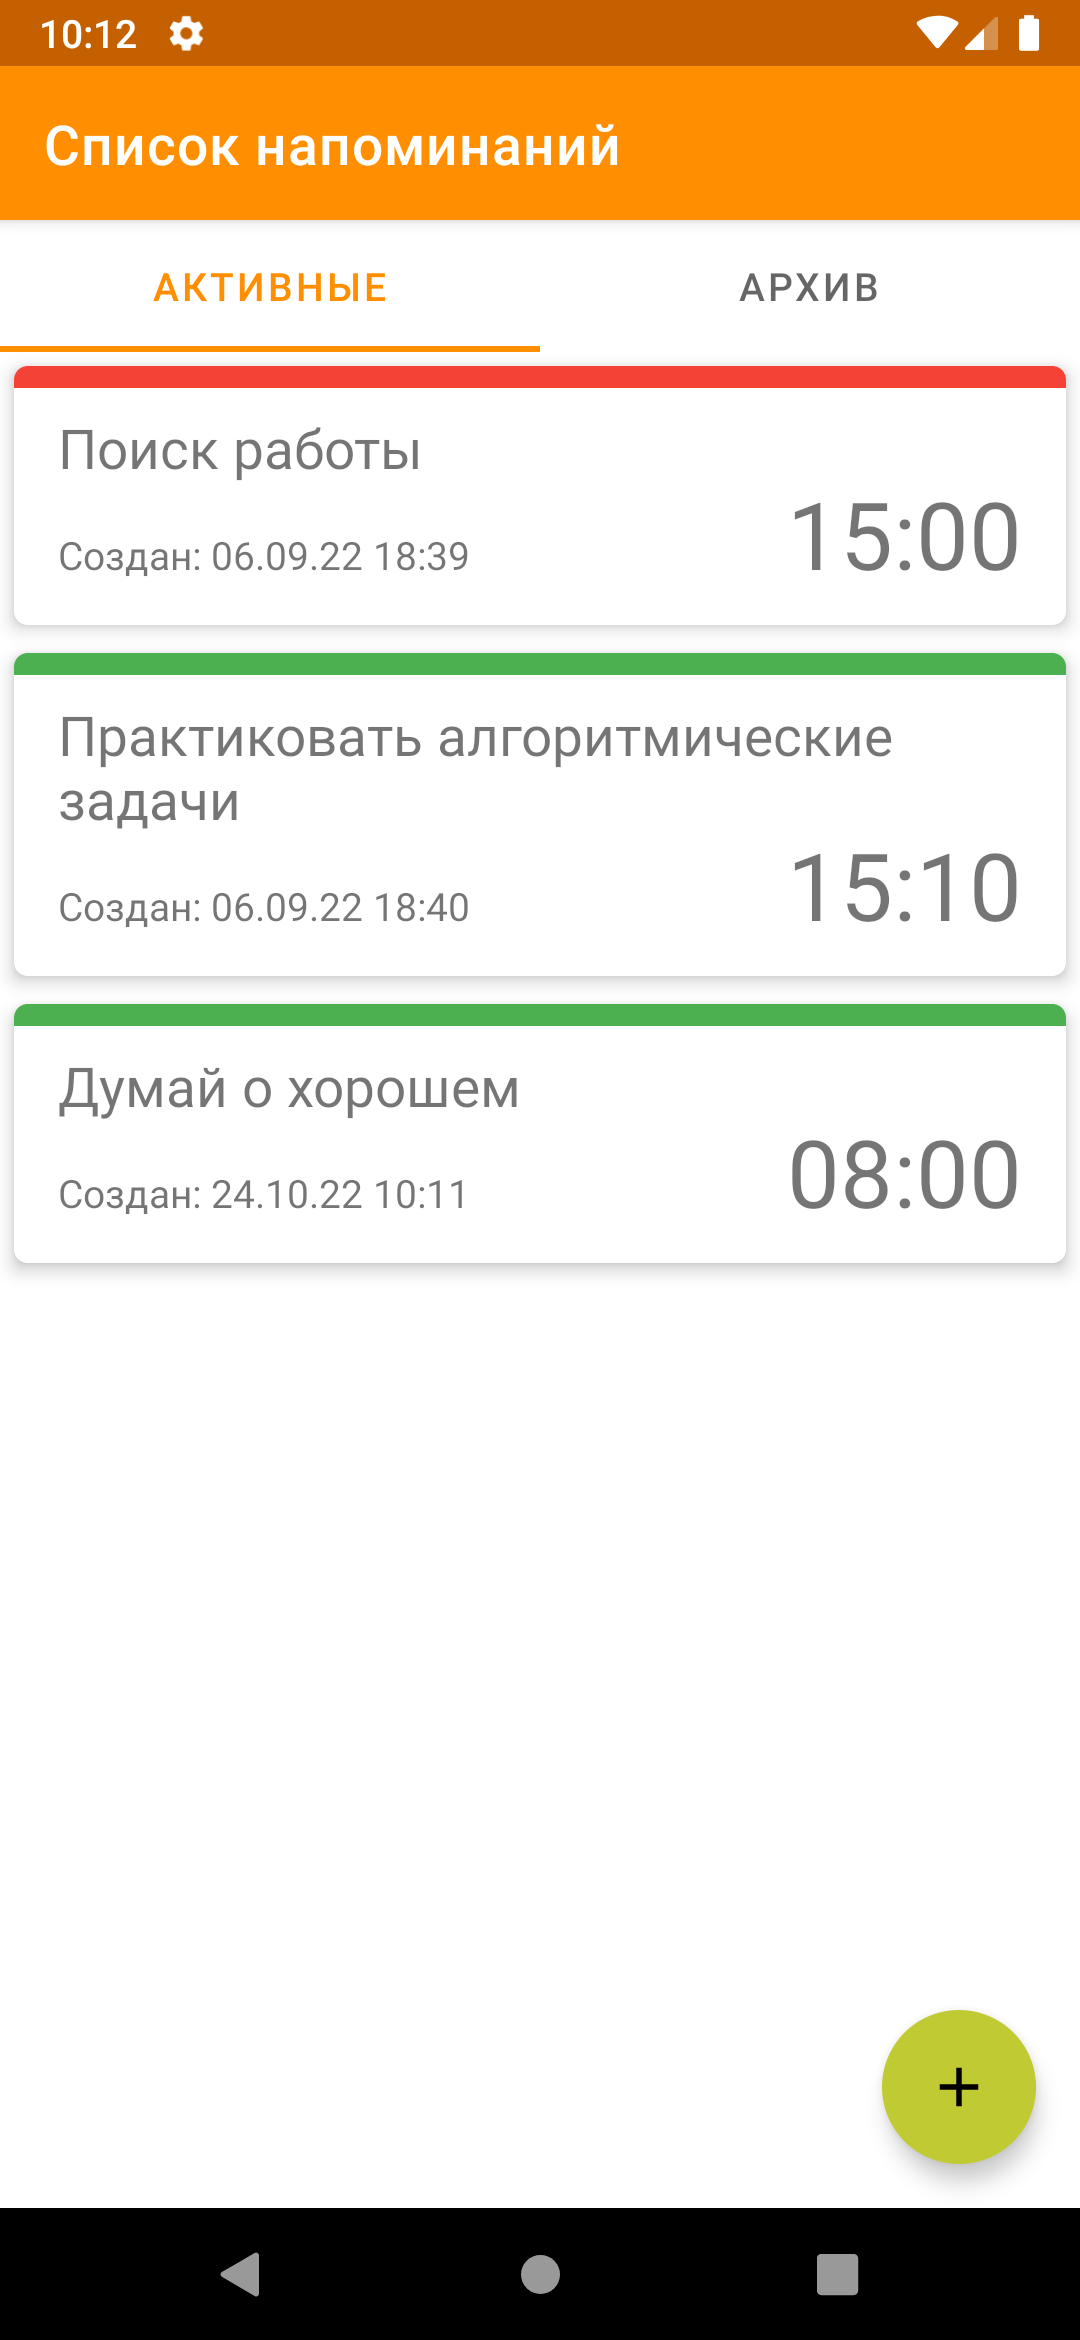 10:12
Список напоминаний
АКТИВНЫЕ
АРХИВ
Поиск работы
Создан: 06.09.22 18:39
15:00
Практиковать алгоритмические
задачи
Создан: 06.09.22 18:40
15:10
Думай о хорошем
Создан: 24.10.22 10:11
08:00